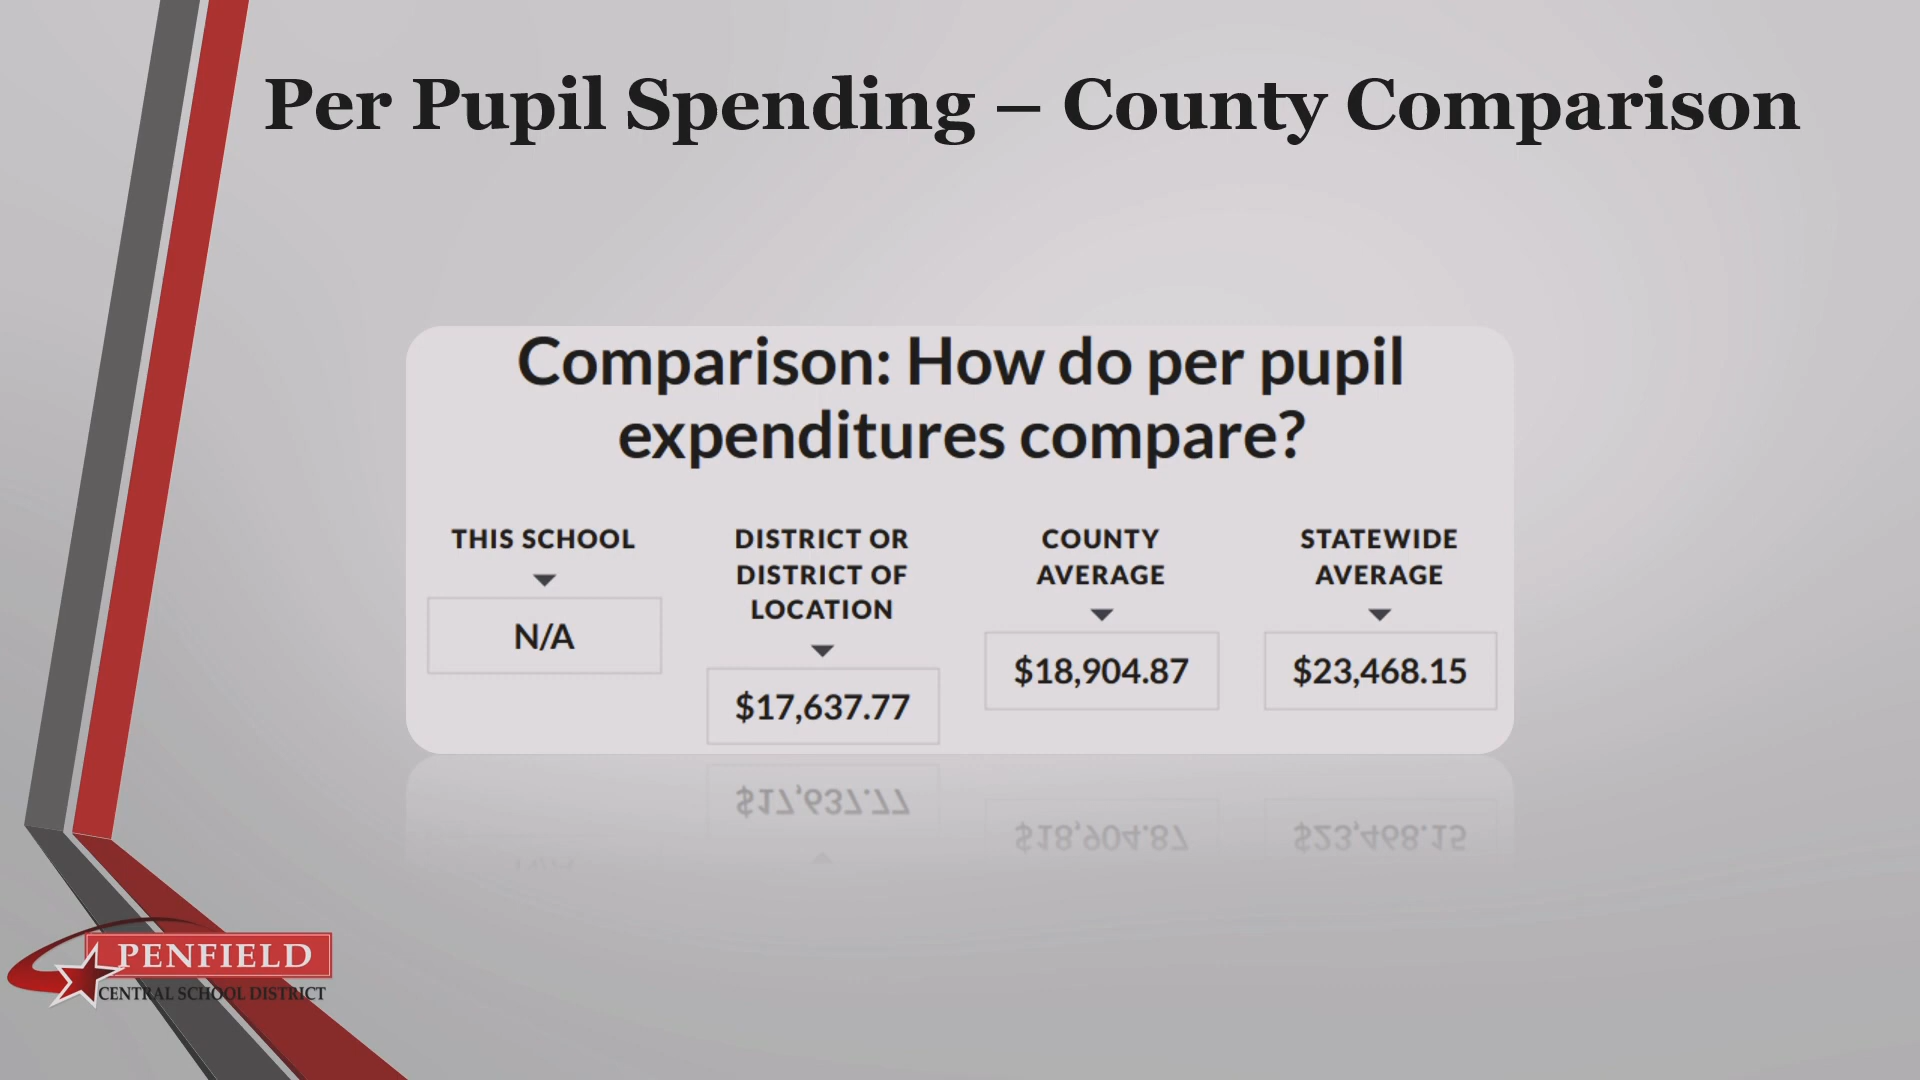 Per Pupil Spending – County Comparison
Comparison: How do per pupil
expenditures compare?
THIS SCHOOL
N/A
DISTRICT OR
DISTRICT OF
LOCATION
$17,637.77
COUNTY
AVERAGE
$18,904.87
STATEWIDE
AVERAGE
$23,468.15
PENFIELD
CENTRAL SCHOOL DISTRICT